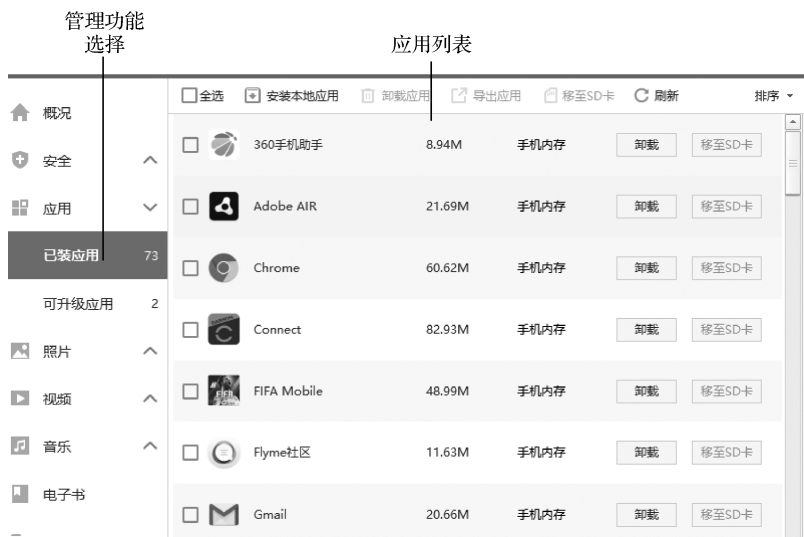 管理功能
选择
应用列表
全选 安装本地应用 卸载应用 导出应用 移至SD卡 刷新 排序
概况
安全
应用
已装应用 73
可升级应用 2
照片
视频
音乐
电子书
360手机助手 8.94M 手机内存 卸载 移至SD卡
Adobe AIR 21.69M 手机内存 卸载 移至SD卡
Chrome 60.62M 手机内存 卸载 移至SD卡
Connect 82.93M 手机内存 卸载 移至SD卡
FIFA Mobile 48.99M 手机内存 卸载 移至SD卡
Flyme社区 11.63M 手机内存 卸载 移至SD卡
Gmail 20.66M 手机内存 卸载 移至SD卡